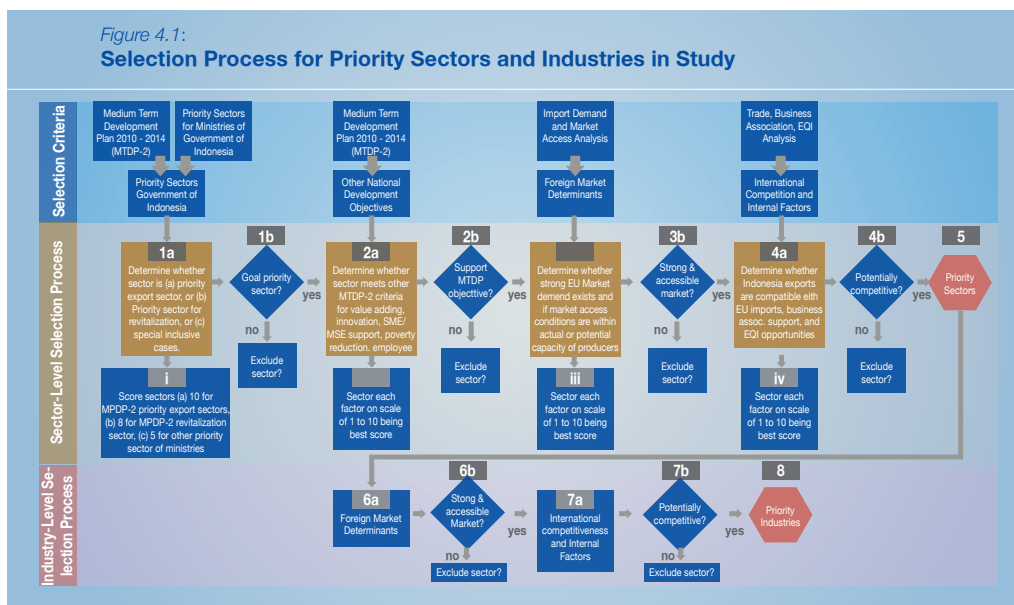 Figure 4.1:
Selection Process for Priority Sectors and Industries in Study
Selection Criteria
Medium Term
Development
Plan 2010 - 2014
(MTDP-2)
Priority Sectors
for Ministries of
Government of
Indonesia
Medium Term
Development
Plan 2010 - 2014
(MTDP-2)
Import Demand
and Market
Access Analysis
Trade, Business
Association, EQI
Analysis
Priority Sectors
Government of
Indonesia
Other National
Development
Objectives
Foreign Market
Determinants
International
Competition and
Internal Factors
Sector-Level Selection Process
1a
Determine whether
sector is (a) priority
export sector, or (b)
Priority sector for
revitalization, or (c)
special inclusive
cases.
1b
Goal priority
sector?
yes
no
Exclude
sector?
2a
Determine whether
sector meets other
MTDP-2 criteria
for value adding,
innovation, SME/
MSE support, poverty
reduction. employee
2b
Support
MTDP
objective?
yes
no
Exclude
sector?
Determine whether
strong EU Market
demand exists and
if market access
conditions are within
actual or potential
capacity of producers
3b
Strong &
accessible
market?
yes
no
Exclude
sector?
4a
Determine whether
Indonesia exports
are compatible eith
EU imports, business
assoc. support, and
EQI opportunities
4b
Potentially
competitive?
yes
no
Exclude
sector?
5
Priority
Sectors
i
Score sectors (a) 10 for
MPDP-2 priority export sectors,
(b) 8 for MPDP-2 revitalization
sector, (c) 5 for other priority
sector of ministries
Sector each
factor on scale
of 1 to 10 being
best score
iii
Sector each
factor on scale
of 1 to 10 being
best score
iv
Sector each
factor on scale
of 1 to 10 being
best score
Industry-Level Se-
lection Process
6a
Foreign Market
Determinants
6b
Stong &
accessible
Market?
yes
no
Exclude sector?
7a
International
competitiveness
and Internal
Factors
7b
Potentially
competitive?
yes
no
Exclude sector?
8
Priority
Industries